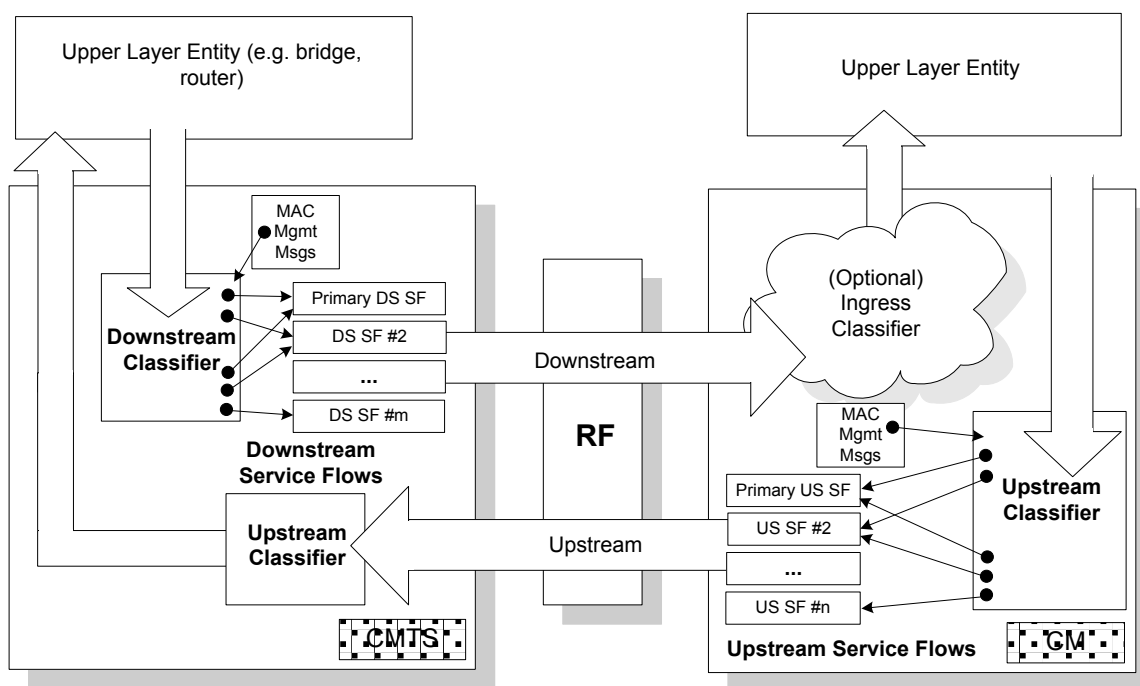 Upper Layer Entity (e.g. bridge,
router)
Upper Layer Entity
MAC
Mgmt
Msgs
Downstream
Classifier
Primary DS SF
DS SF #2
...
DS SF #m
Downstream
Service Flows
Downstream
RF
(Optional)
Ingress
Classifier
MAC
Mgmt
Msgs
Upstream
Classifier
Primary US SF
US SF #2
...
US SF #n
Upstream Service Flows
Upstream
Upstream
Classifier
CMTS
CM